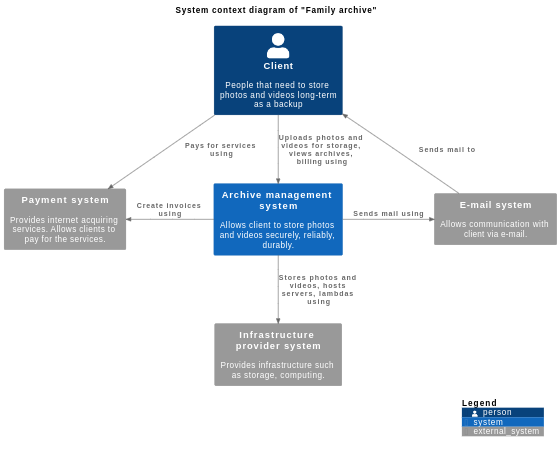 System context diagram of "Family archive"
Client
People that need to store
photos and videos long-term
as a backup
Pays for services
using
Uploads photos and
videos for storage,
views archives,
billing using
Sends mail to
Payment system
Provides internet acquiring
services. Allows clients to
pay for the services.
Create invoices
using
Archive management
system
Allows client to store photos
and videos securely, reliably,
durably.
Sends mail using
E-mail system
Allows communication with
client via e-mail.
Stores photos and
videos, hosts
servers, lambdas
using
Infrastructure
provider system
Provides infrastructure such
as storage, computing.
Legend
person
system
external_system